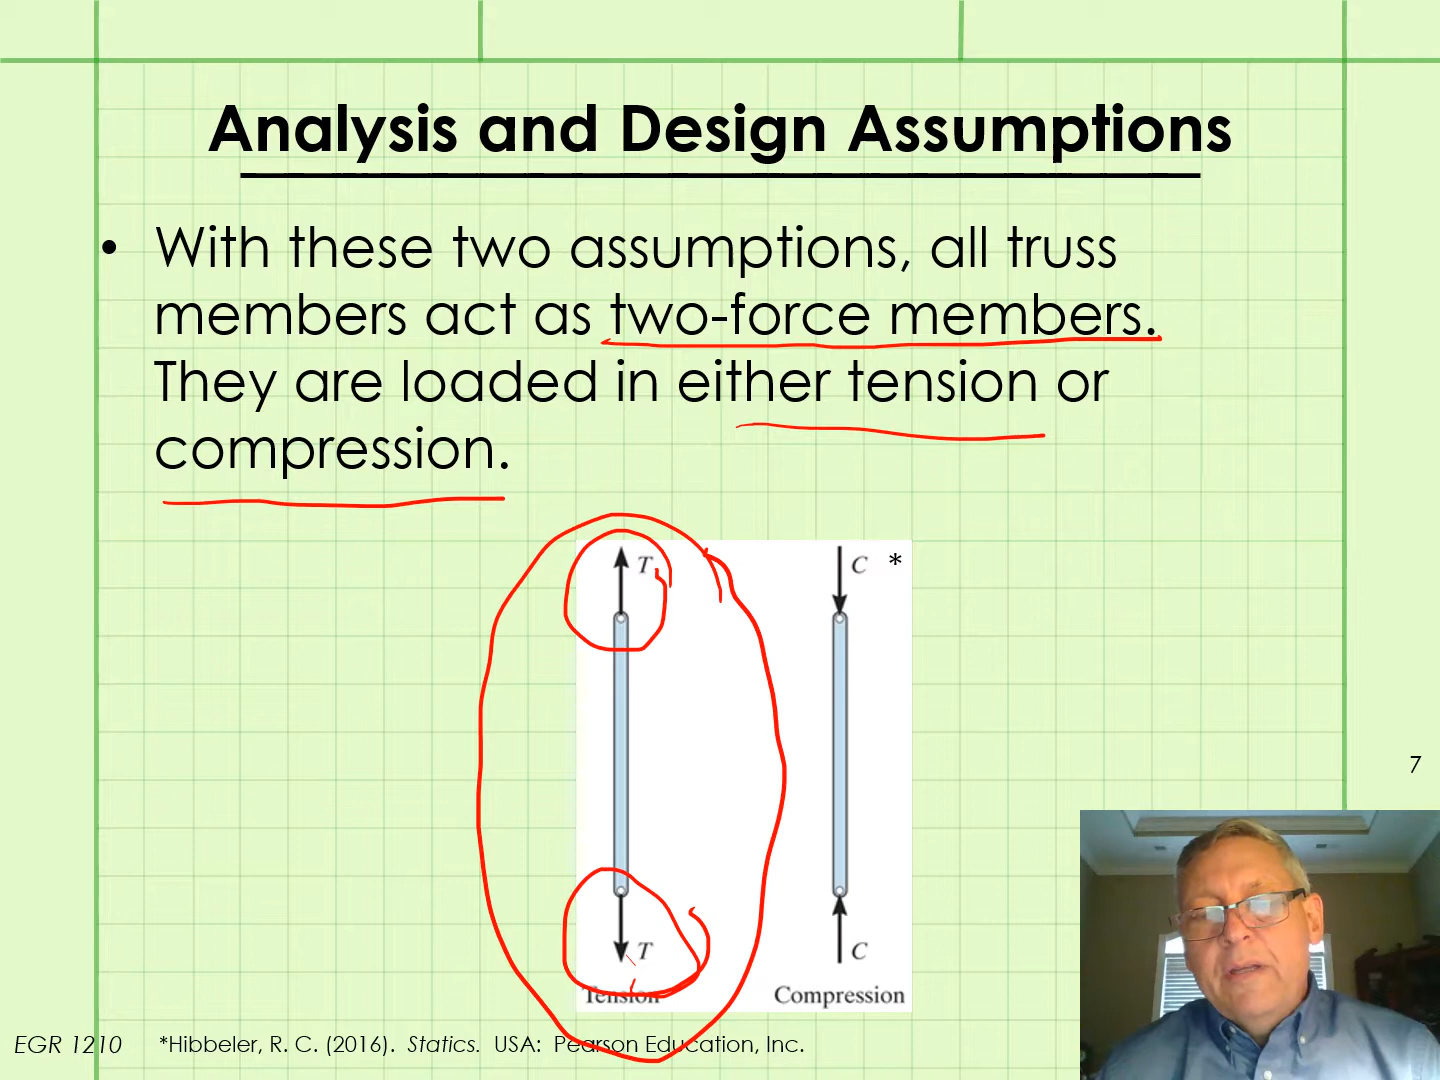 Analysis and Design Assumptions
• With these two assumptions, all truss
members act as two-force members.
They are loaded in either tension or
compression.
T
C *
T
C
Tension
Compression
7
EGR 1210
*Hibbeler, R. C. (2016). Statics. USA: Pearson Education, Inc.